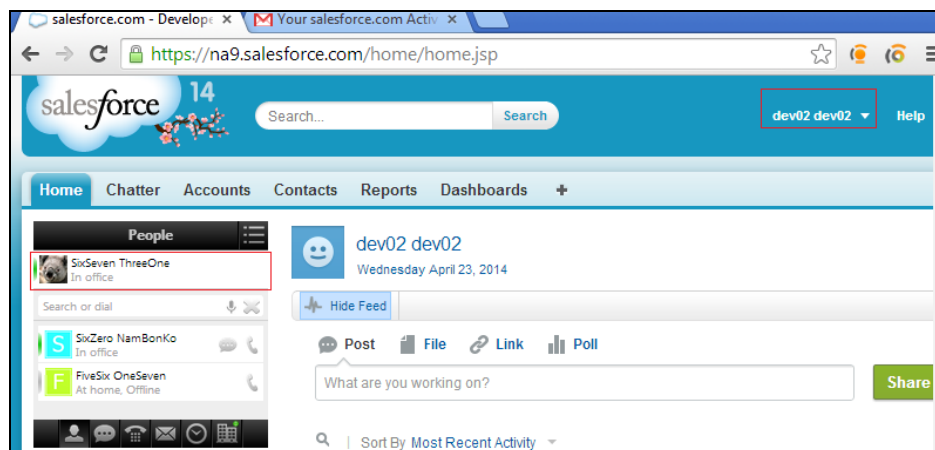 salesforce.com - Develope
Your salesforce.com Activ
https://na9.salesforce.com/home/home.jsp
salesforce
14
Search...
Search
dev02 dev02
Help
Home
Chatter
Accounts
Contacts
Reports
Dashboards
+
People
SixSeven ThreeOne
In office
Search or dial
S
SixZero NamBonKo
In office
F
FiveSix OneSeven
At home, Offline
dev02 dev02
Wednesday April 23, 2014
Hide Feed
Post
File
Link
Poll
What are you working on?
Share
Sort By Most Recent Activity